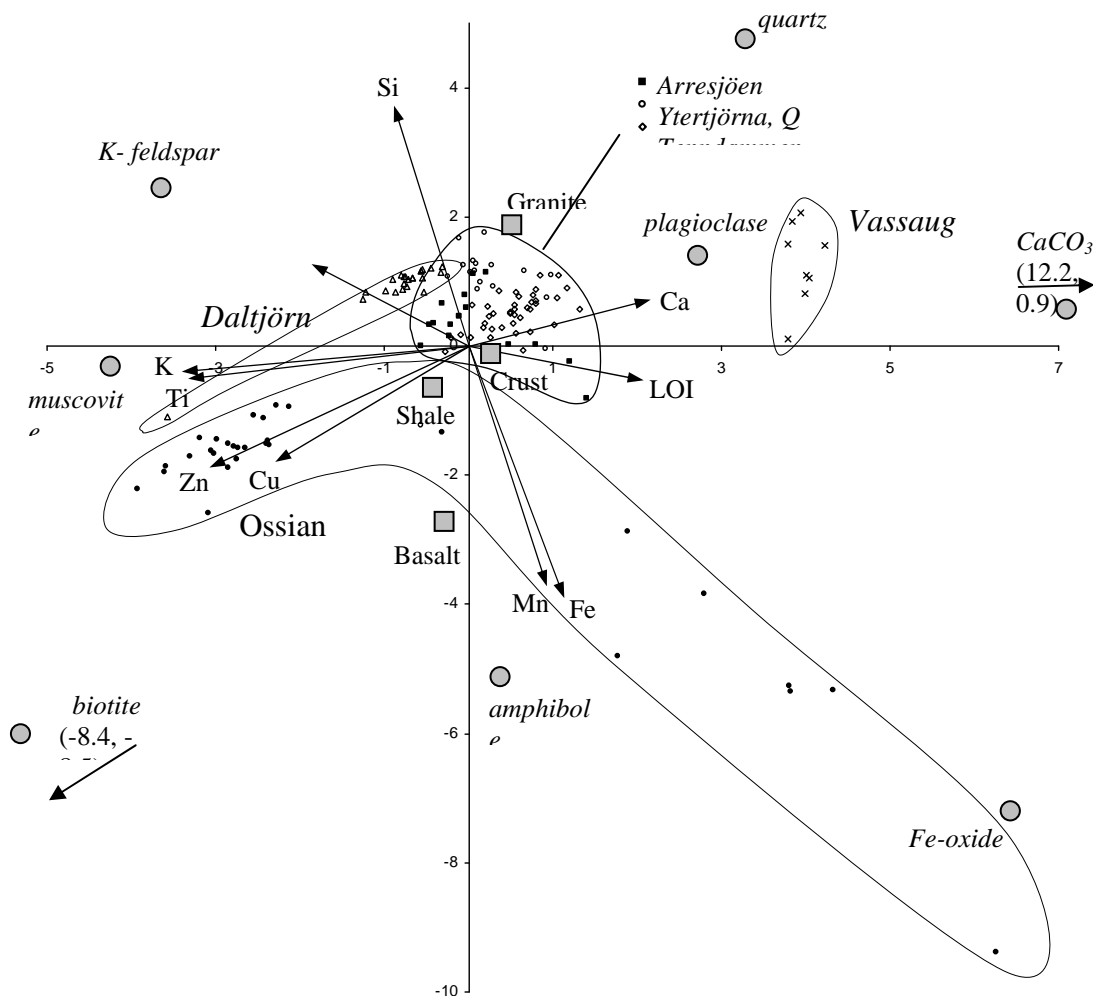 quartz
4
Si
Arresjöen
Ytertjörna, Q
K- feldspar
2
Granite
plagioclase
Vassaug
CaCO3
(12.2,
0.9)
Ca
Daltjörn
-5
-3
-1
1
3
5
7
K
Crust
LOI
Ti
muscovit
e
Shale
-2
Zn
Cu
Ossian
Basalt
-4
Mn
Fe
biotite
(-8.4, -
amphibol
e
-6
Fe-oxide
-8
-10